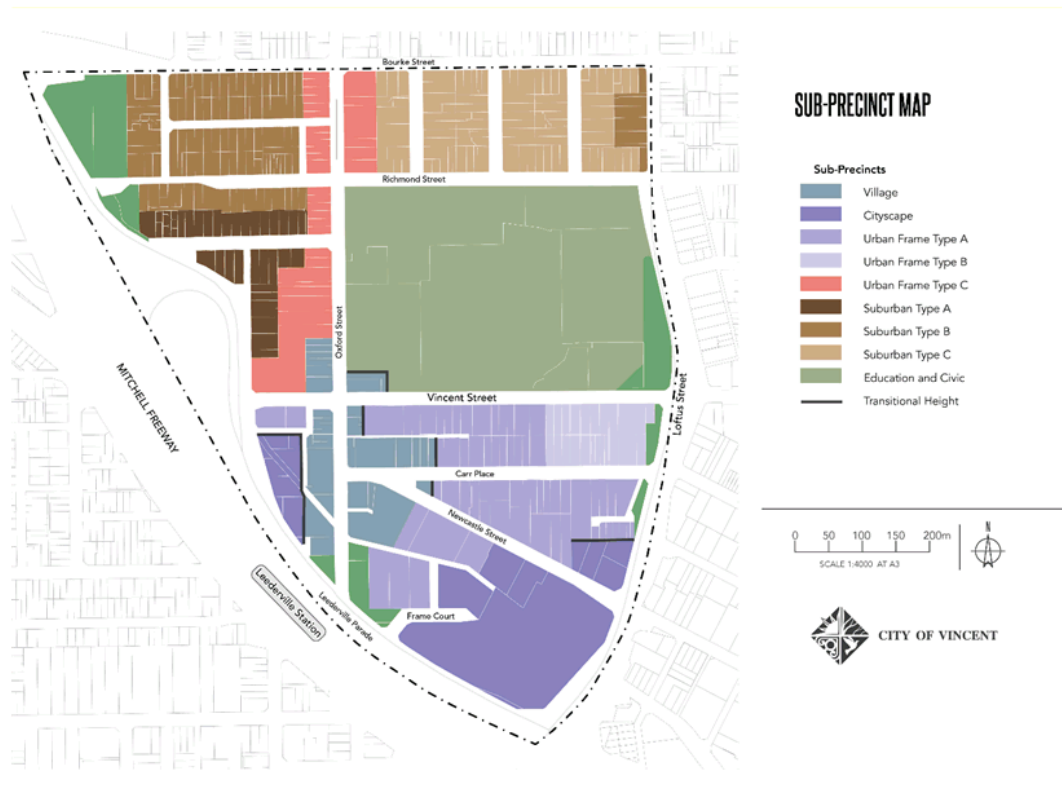 Bourke Street
Richmond Street
Oxford Street
MITCHELL FREEWAY
Vincent Street
Loftus Street
Carr Place
Newcastle Street
Leederville Station
Leederville Parade
Frame Court
SUB-PRECINCT MAP
Sub-Precincts
Village
Cityscape
Urban Frame Type A
Urban Frame Type B
Urban Frame Type C
Suburban Type A
Suburban Type B
Suburban Type C
Education and Civic
Transitional Height
0 50 100 150 200m
SCALE 1:4000 AT A3
N
CITY OF VINCENT